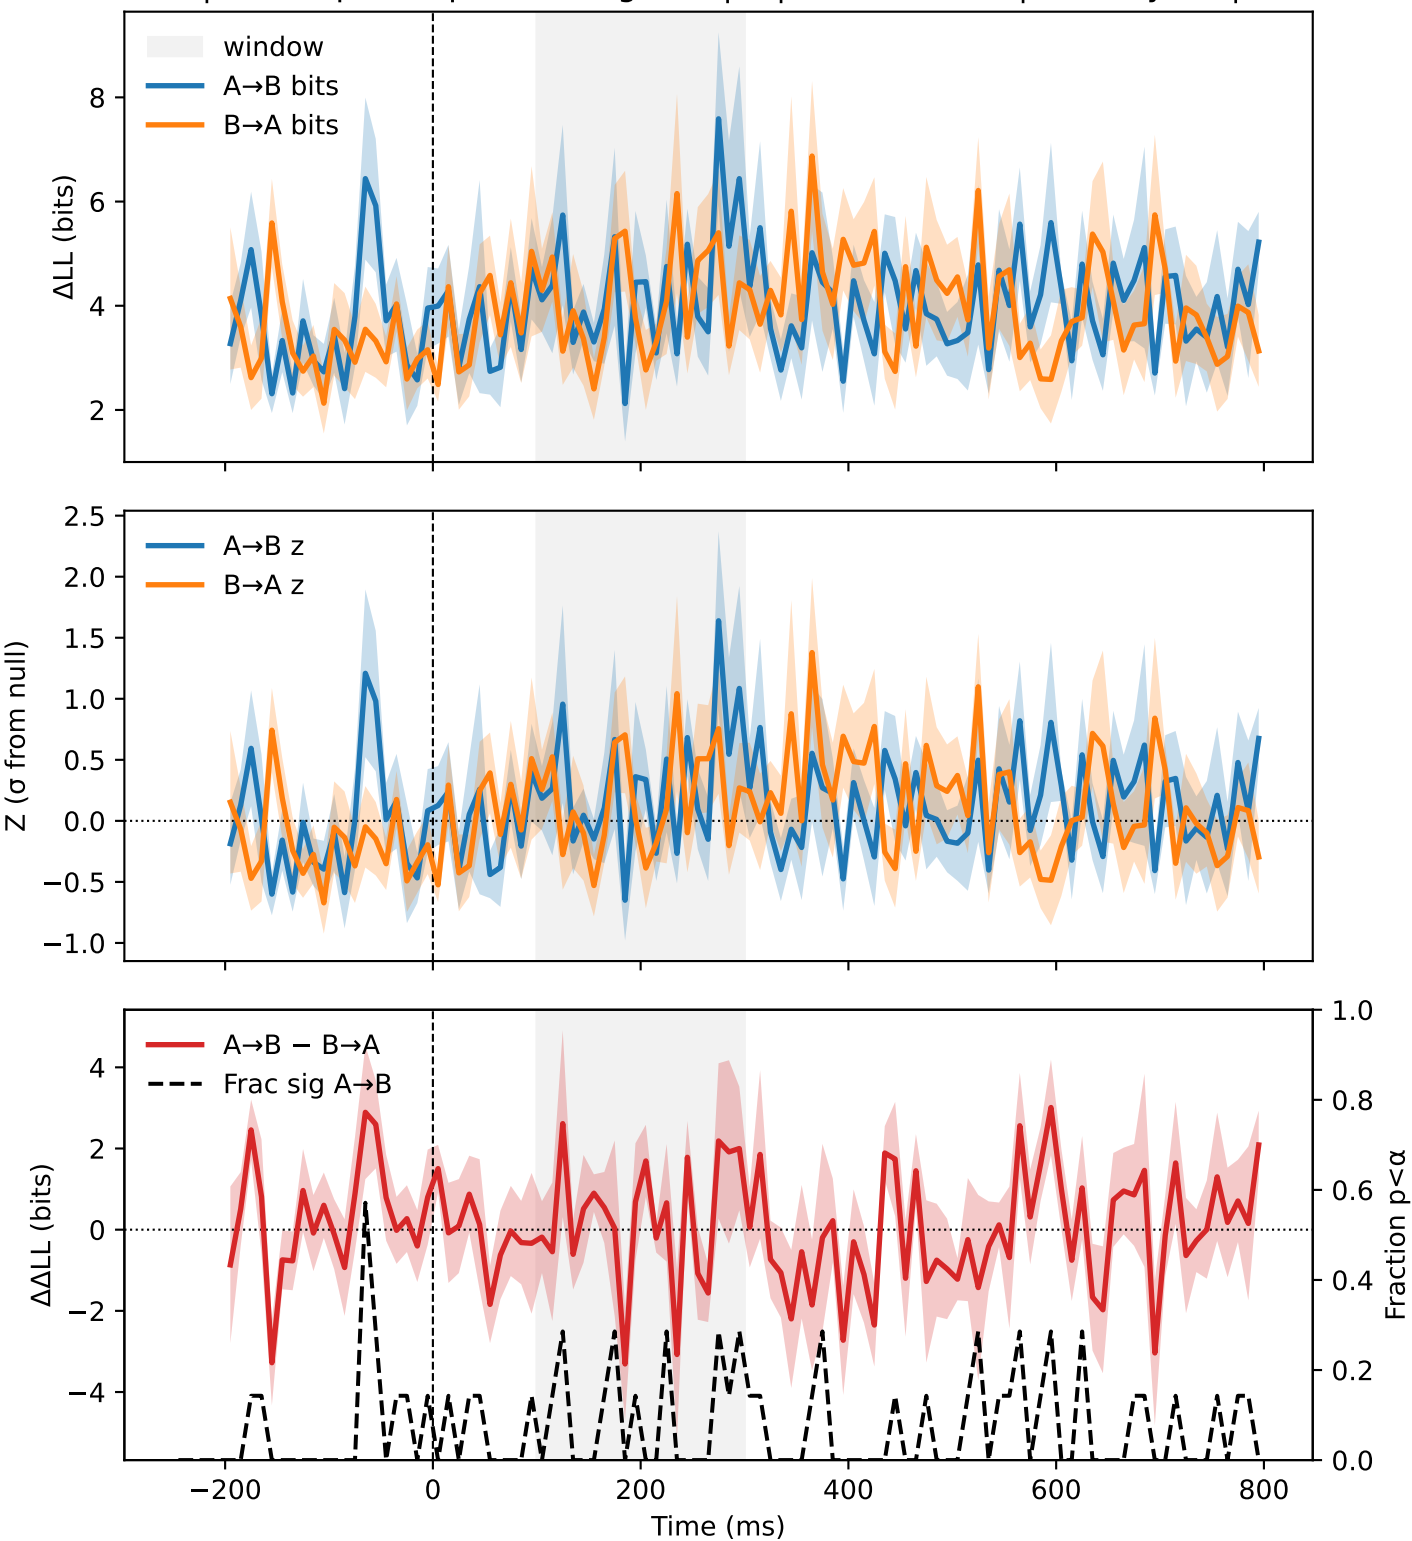 window
A→B bits
B→A bits
ΔLL (bits)
8
6
4
2
A→B z
B→A z
Z (σ from null)
2.5
2.0
1.5
1.0
0.5
0.0
−0.5
−1.0
A→B − B→A
Frac sig A→B
ΔΔLL (bits)
4
2
0
−2
−4
1.0
0.8
0.6
0.4
0.2
0.0
Fraction p<α
−200
0
200
400
600
800
Time (ms)